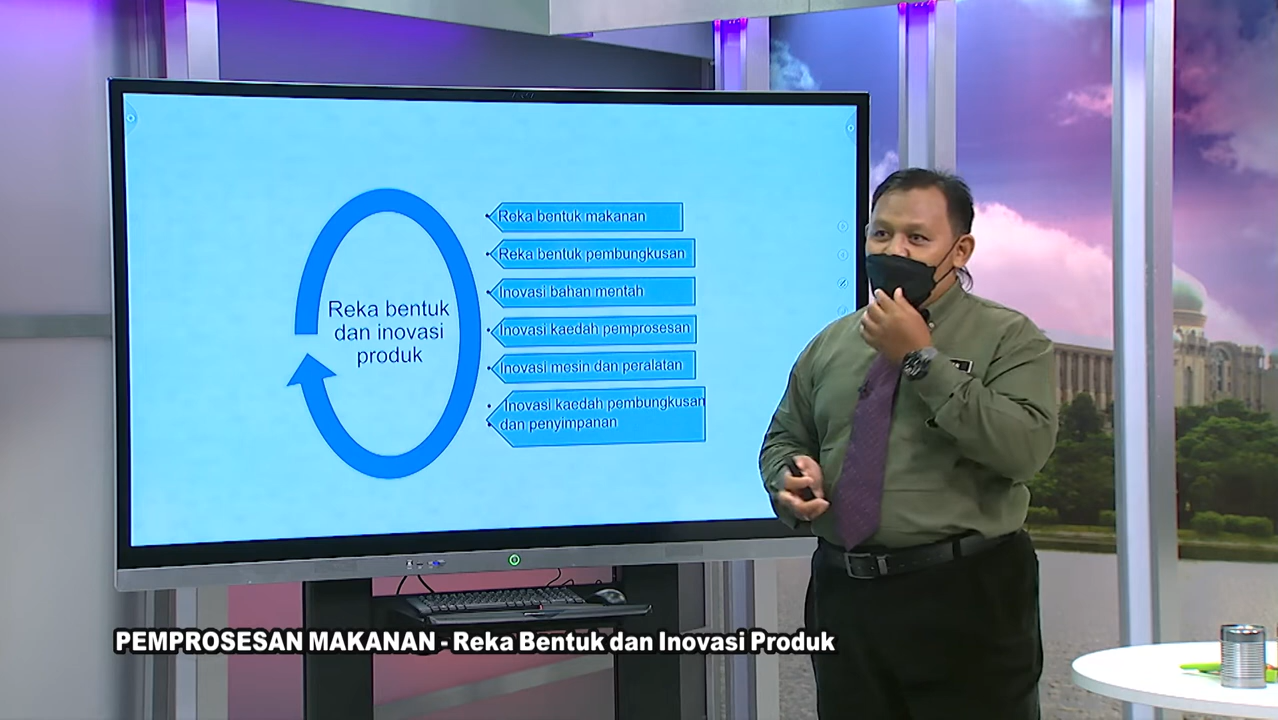 Reka bentuk
dan inovasi
produk
Reka bentuk makanan
Reka bentuk pembungkusan
Inovasi bahan mentah
Inovasi kaedah pemprosesan
Inovasi mesin dan peralatan
Inovasi kaedah pembungkusan
dan penyimpanan
PEMPROSESAN MAKANAN - Reka Bentuk dan Inovasi Produk